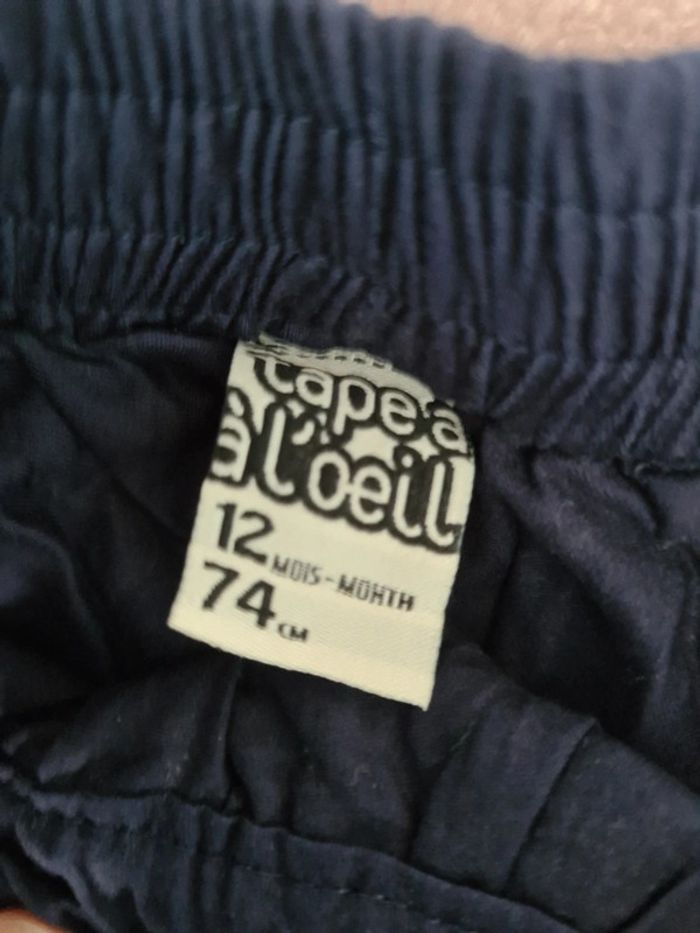 tape à
à l'oeil
12 MOIS-MONTH
74 CM